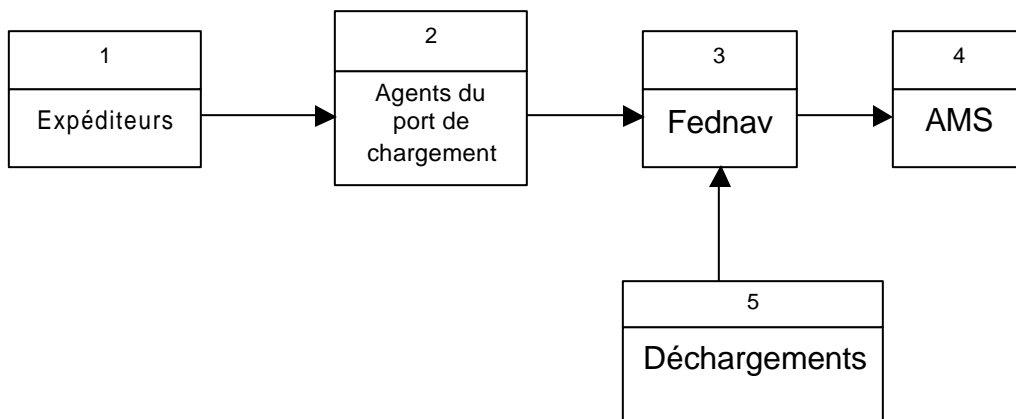 1
Expéditeurs
2
Agents du
port de
chargement
3
Fednav
4
AMS
5
Déchargements